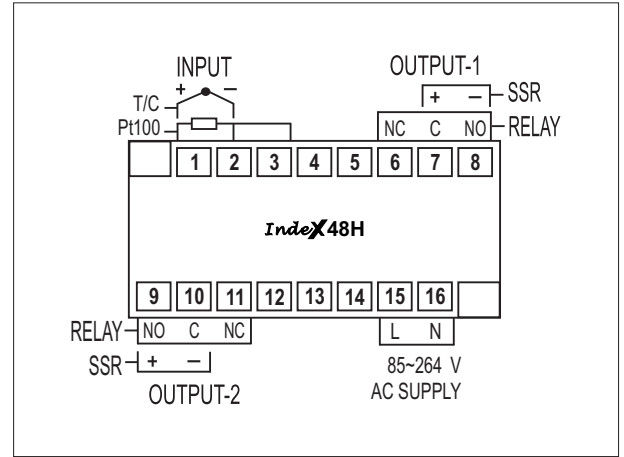 INPUT
OUTPUT-1
+ −
T/C
+ − SSR
Pt100
NC C NO RELAY
1 2 3 4 5 6 7 8
IndeX48H
9 10 11 12 13 14 15 16
RELAY NO C NC
L N
SSR + −
85~264 V
AC SUPPLY
OUTPUT-2